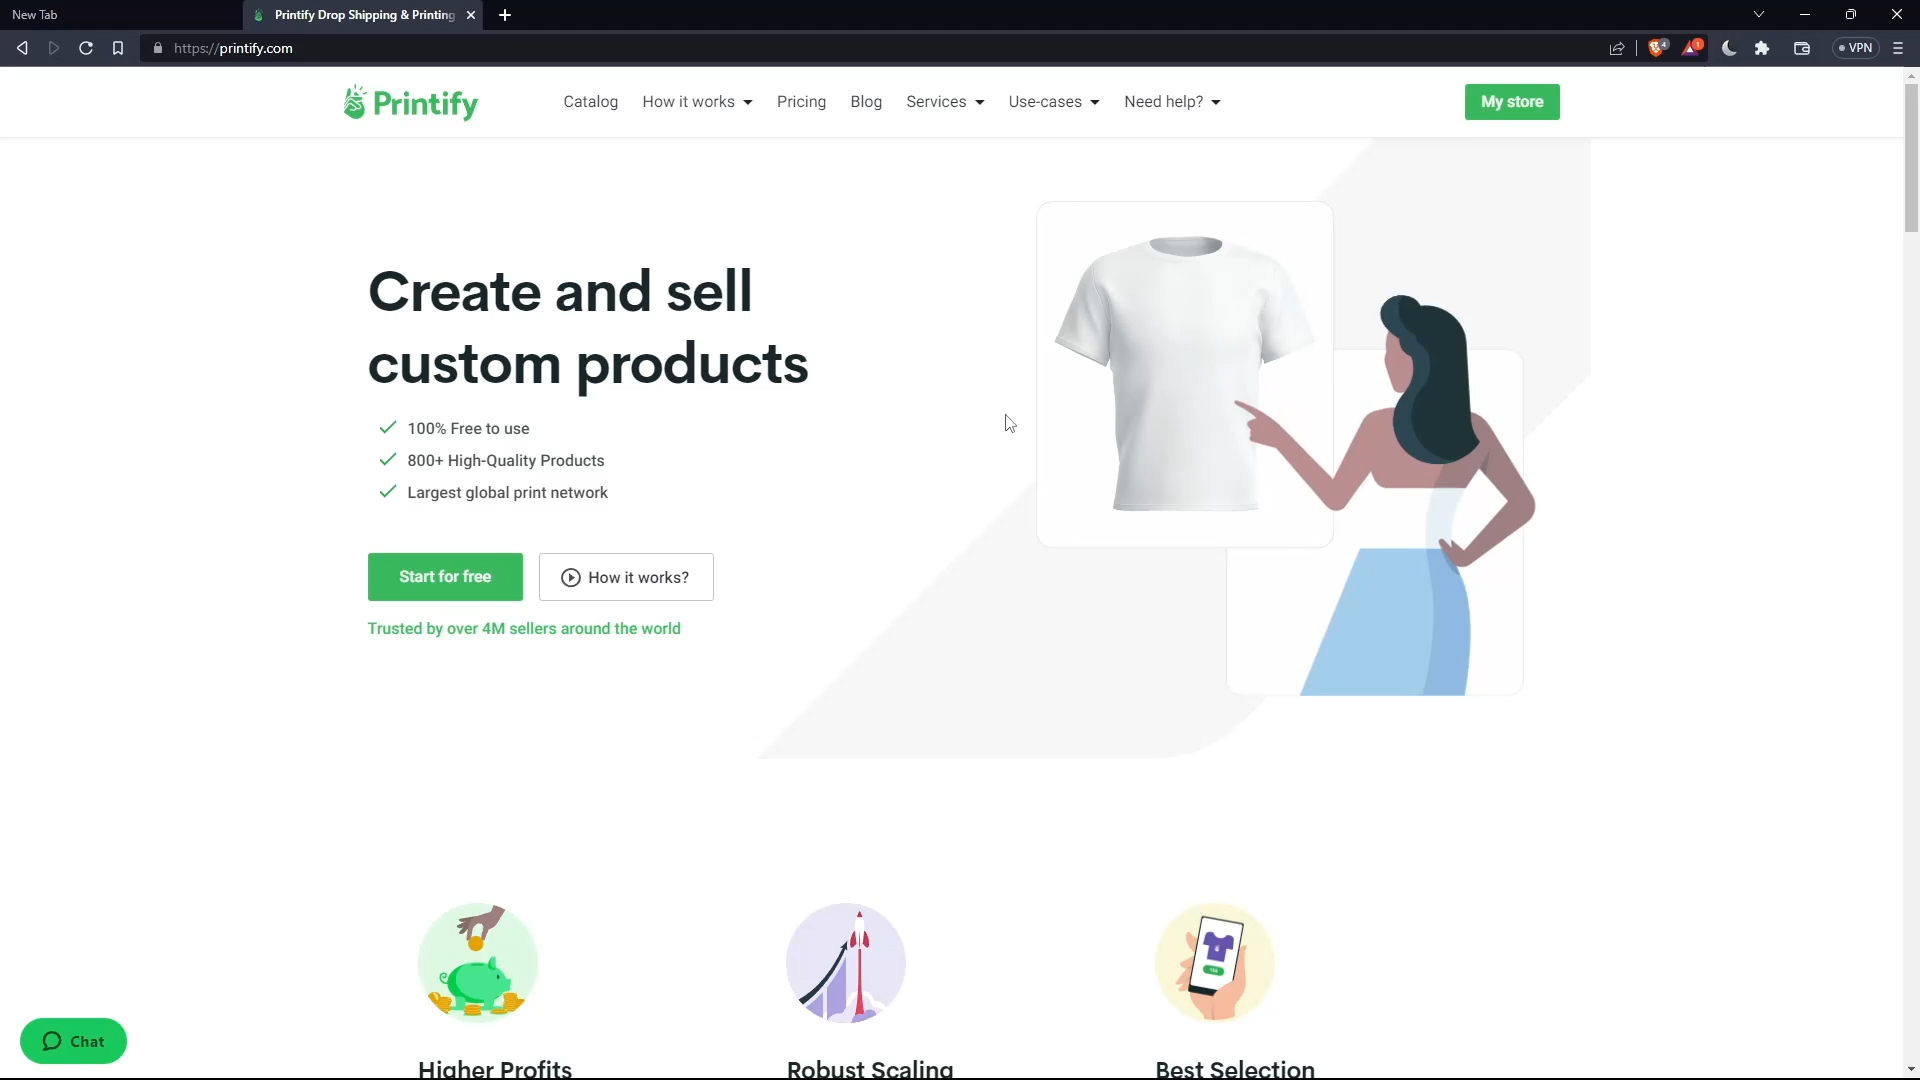 New Tab
Printify Drop Shipping & Printing
https://printify.com
4
1
VPN
Printify
Catalog
How it works
Pricing
Blog
Services
Use-cases
Need help?
My store
Create and sell
custom products
100% Free to use
800+ High-Quality Products
Largest global print network
Start for free
How it works?
Trusted by over 4M sellers around the world
Chat
Higher Profits
Robust Scaling
Best Selection